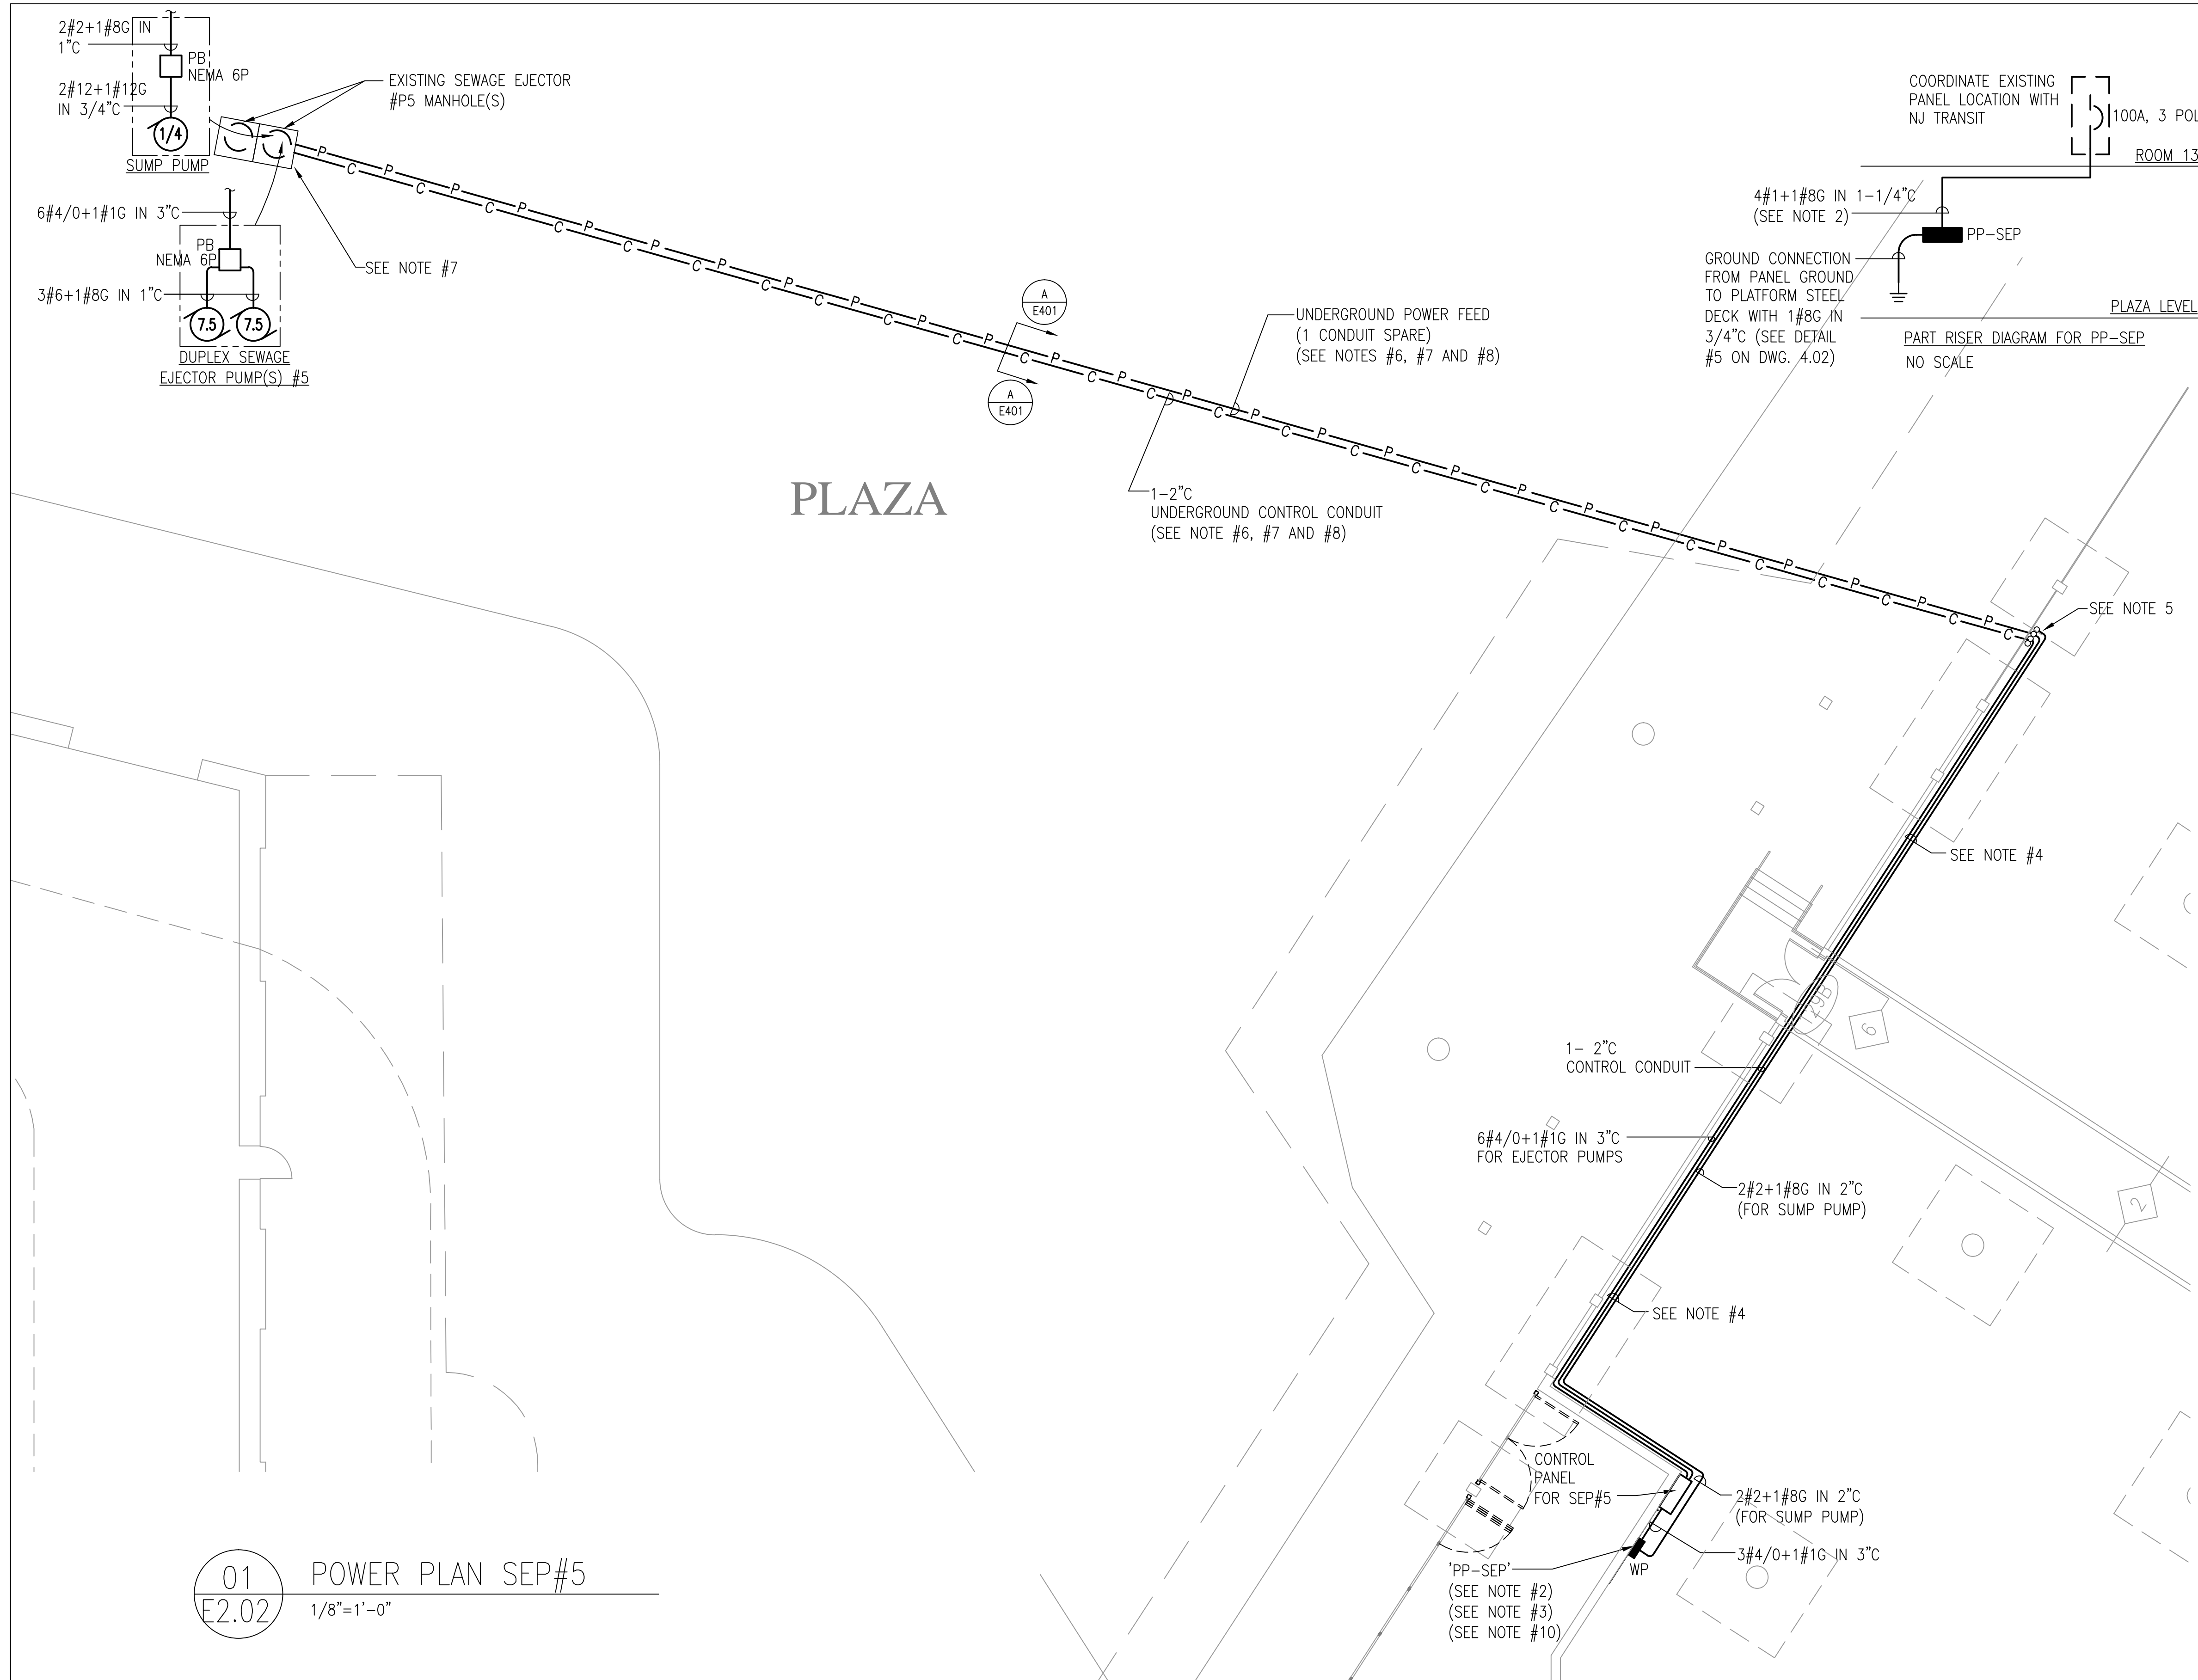 2#2+1#8G IN
1"C
PB
NEMA 6P
2#12+1#12G
IN 3/4"C
1/4
SUMP PUMP
EXISTING SEWAGE EJECTOR
#P5 MANHOLE(S)
6#4/0+1#1G IN 3"C
PB
NEMA 6P
3#6+1#8G IN 1"C
7.5
7.5
DUPLEX SEWAGE
EJECTOR PUMP(S) #5
SEE NOTE #7
A
E401
A
E401
UNDERGROUND POWER FEED
(1 CONDUIT SPARE)
(SEE NOTES #6, #7 AND #8)
1-2"C
UNDERGROUND CONTROL CONDUIT
(SEE NOTE #6, #7 AND #8)
PLAZA
COORDINATE EXISTING
PANEL LOCATION WITH
NJ TRANSIT
100A, 3 POL
ROOM 13
4#1+1#8G IN 1-1/4"C
(SEE NOTE 2)
PP-SEP
GROUND CONNECTION
FROM PANEL GROUND
TO PLATFORM STEEL
DECK WITH 1#8G IN
3/4"C (SEE DETAIL
#5 ON DWG. 4.02)
PLAZA LEVEL
PART RISER DIAGRAM FOR PP-SEP
NO SCALE
P P P P P P P P P P P P P P P P P P P P P P P P P P
C C C C C C C C C C C C C C C C C C C C C C C C C C
SEE NOTE 5
SEE NOTE #4
6
1- 2"C
CONTROL CONDUIT
6#4/0+1#1G IN 3"C
FOR EJECTOR PUMPS
2#2+1#8G IN 2"C
(FOR SUMP PUMP)
2
SEE NOTE #4
CONTROL
PANEL
FOR SEP#5
2#2+1#8G IN 2"C
(FOR SUMP PUMP)
3#4/0+1#1G IN 3"C
WP
'PP-SEP'
(SEE NOTE #2)
(SEE NOTE #3)
(SEE NOTE #10)
01
E2.02
POWER PLAN SEP#5
1/8"=1'-0"